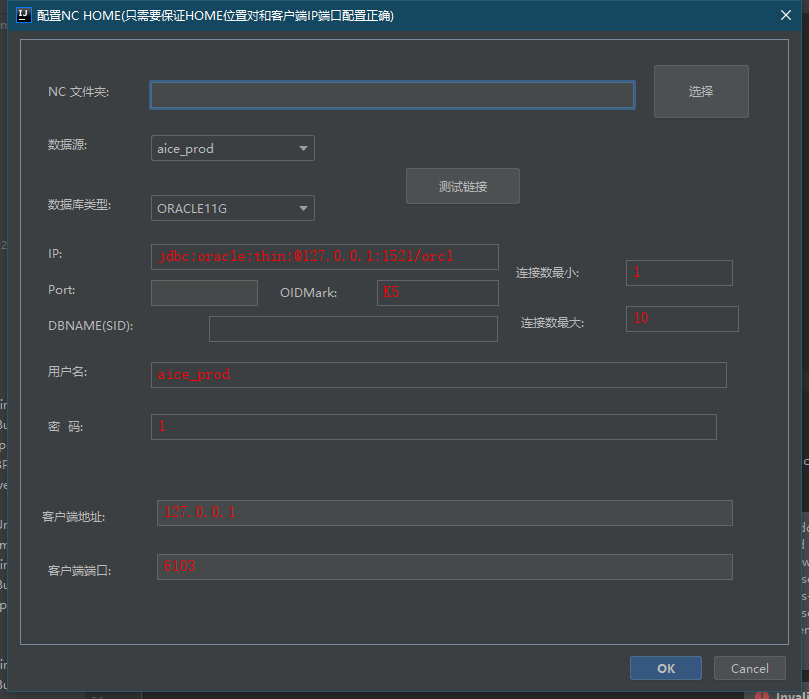 配置NC HOME(只需要保证HOME位置对和客户端IP端口配置正确)
NC 文件夹:
选择
数据源:
aice_prod
测试链接
数据库类型:
ORACLE11G
IP:
jdbc:oracle:thin:@127.0.0.1:1521/orcl
连接数最小:
1
Port:
OIDMark:
K5
DBNAME(SID):
连接数最大:
10
用户名:
aice_prod
密 码:
1
客户端地址:
127.0.0.1
客户端端口:
6103
OK
Cancel